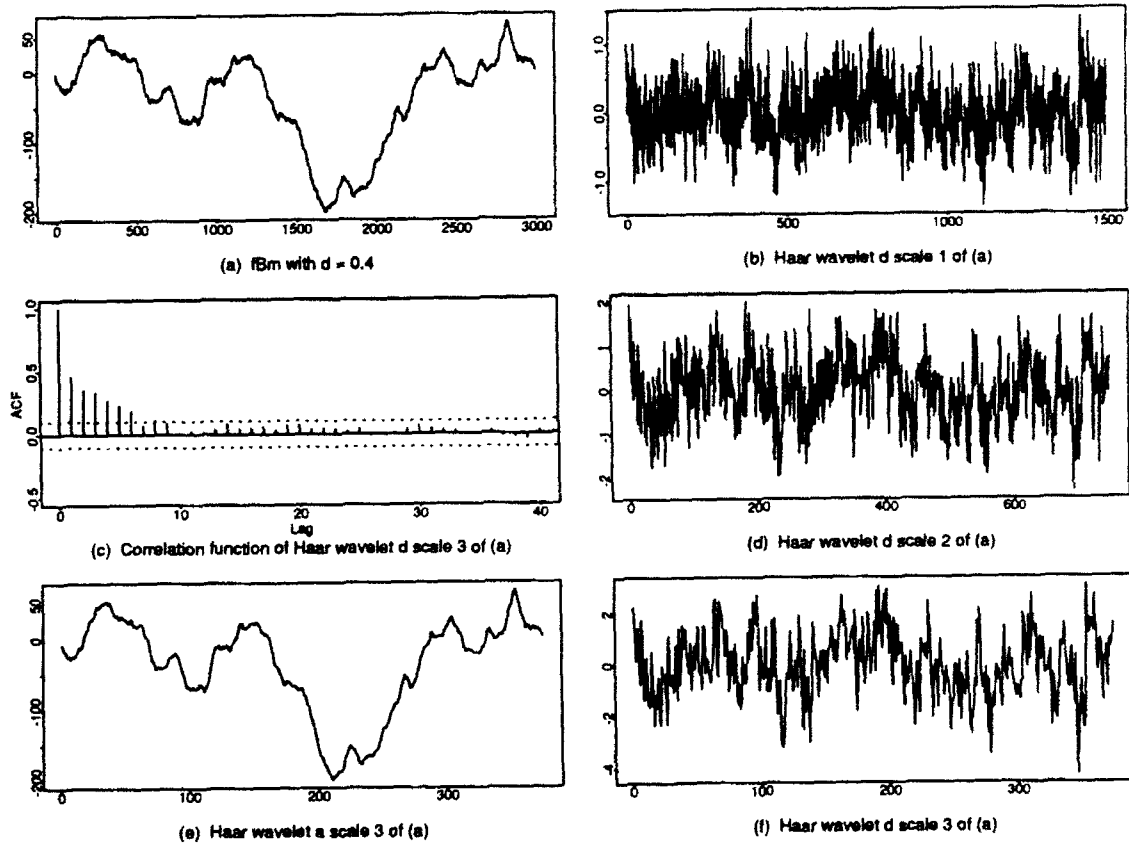 50
0
-100
-200
0 500 1000 1500 2000 2500 3000
(a) fBm with d = 0.4
1.0
0.0
-1.0
0 500 1000 1500
(b) Haar wavelet d scale 1 of (a)
1.0
0.5
0.0
-0.5
ACF
0 10 20 30 40
Lag
(c) Correlation function of Haar wavelet d scale 3 of (a)
2
1
0
-1
-2
0 200 400 600
(d) Haar wavelet d scale 2 of (a)
50
0
-100
-200
0 100 200 300
(e) Haar wavelet a scale 3 of (a)
2
0
-2
-4
0 100 200 300
(f) Haar wavelet d scale 3 of (a)